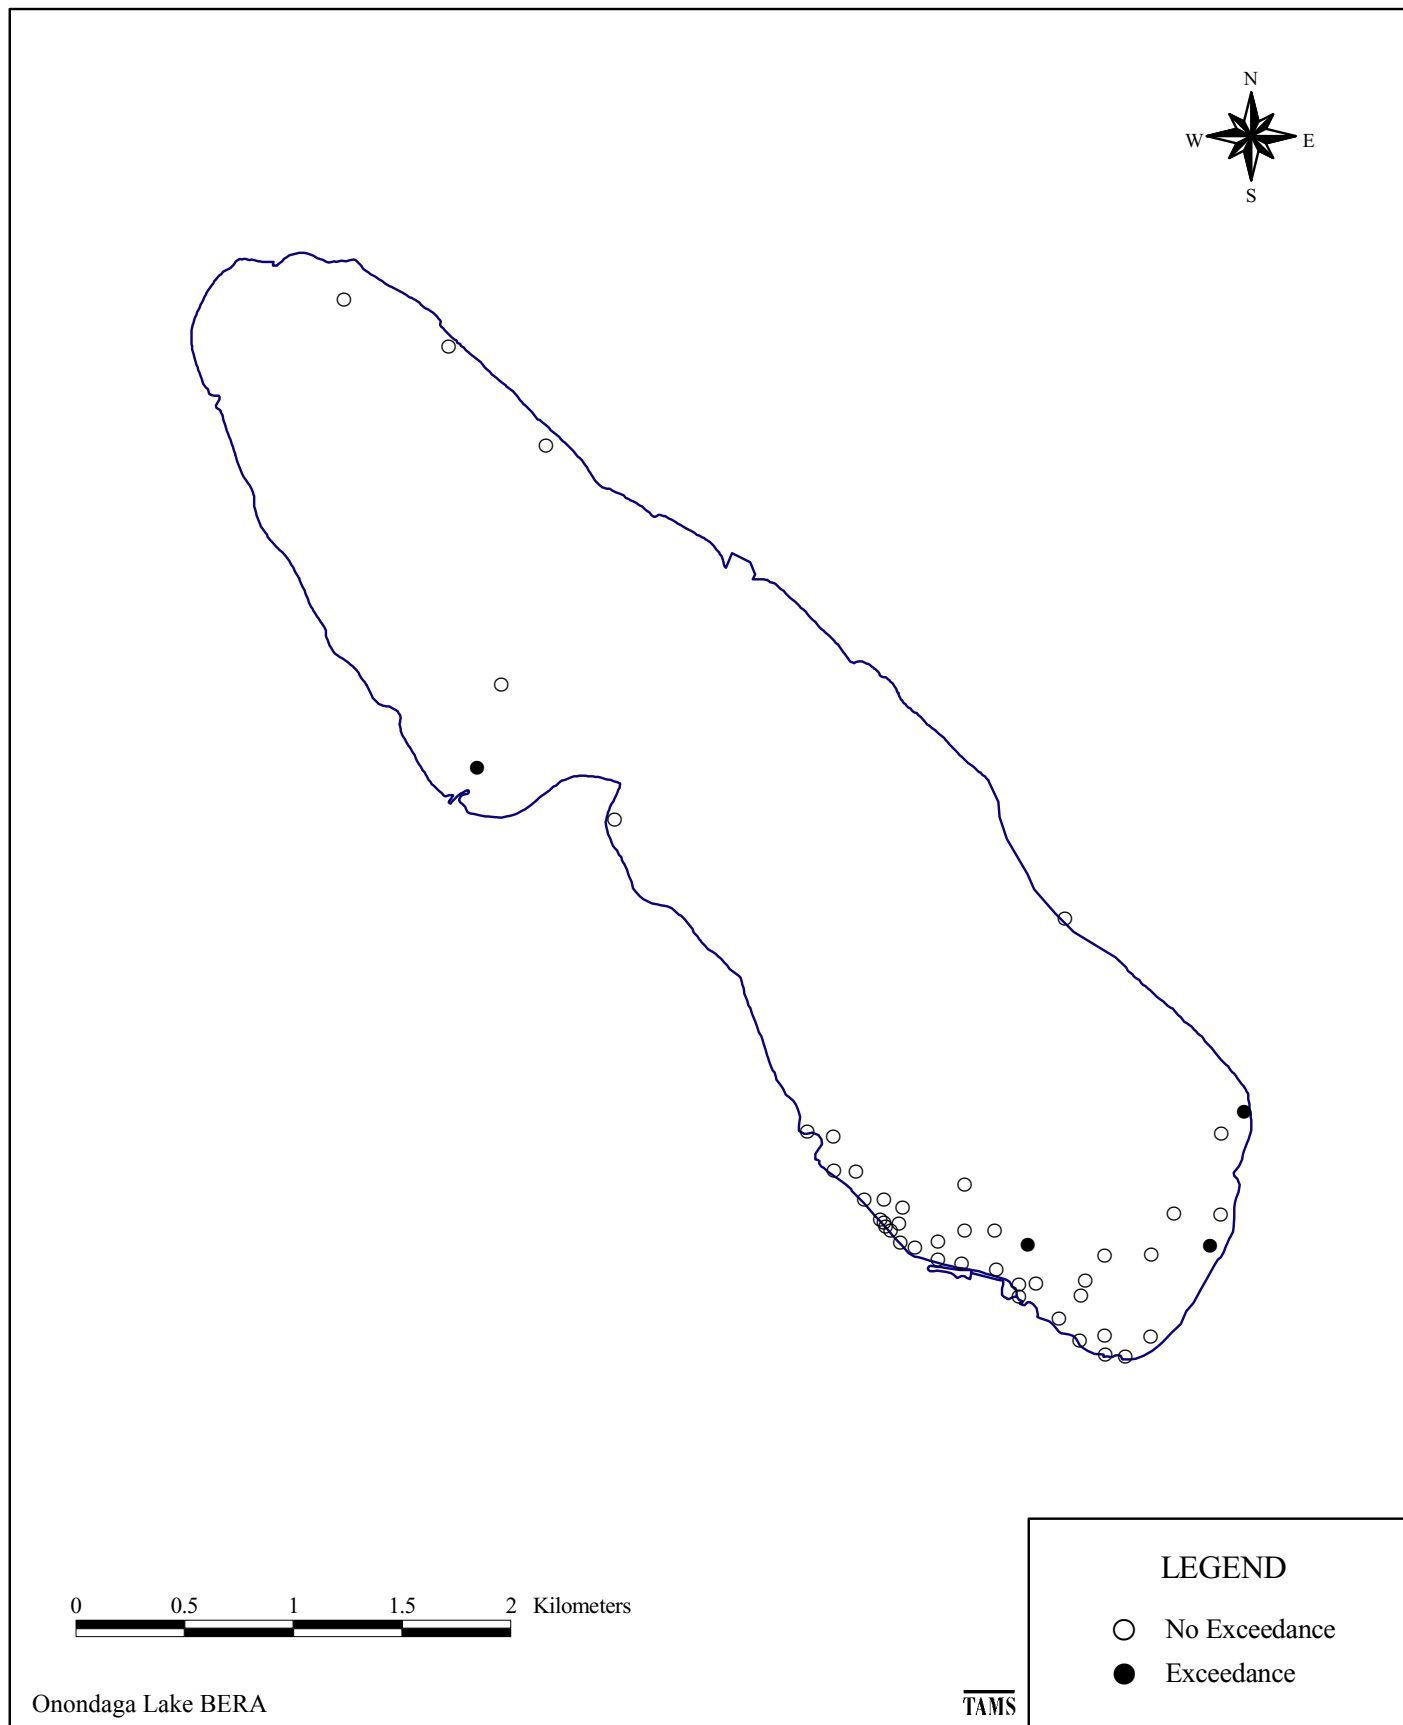 N
W E
S
LEGEND
0 0.5 1 1.5 2 Kilometers
No Exceedance
Exceedance
Onondaga Lake BERA
TAMS